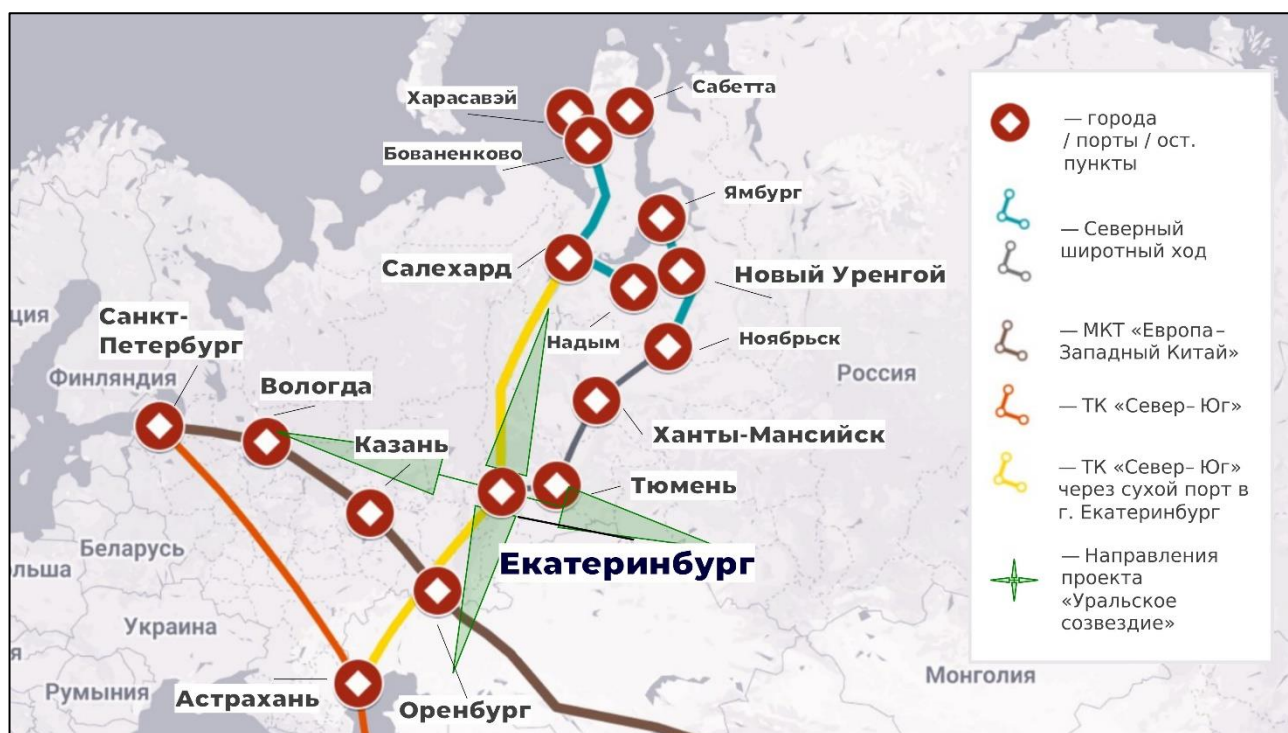 Харасавэй
Сабетта
Бованенково
Ямбург
Салехард
Новый Уренгой
Надым
Ноябрьск
ция
Санкт-
Петербург
Финляндия
Вологда
Россия
Казань
Ханты-Мансийск
Тюмень
Беларусь
ольша
Екатеринбург
Украина
я
Румыния
Астрахань
Оренбург
Монголия
— города
/ порты / ост.
пункты
— Северный
широтный ход
— МКТ «Европа–
Западный Китай»
— ТК «Север– Юг»
— ТК «Север– Юг»
через сухой порт в
г. Екатеринбург
— Направления
проекта
«Уральское
созвездие»